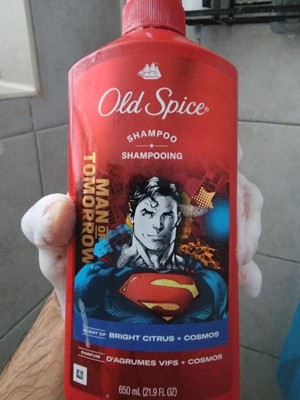 Old Spice®
SHAMPOO
SHAMPOOING
MAN OF
TOMORROW
SCENT OF BRIGHT CITRUS + COSMOS
PARFUM D'AGRUMES VIFS + COSMOS
650 mL (21.9 FL OZ)